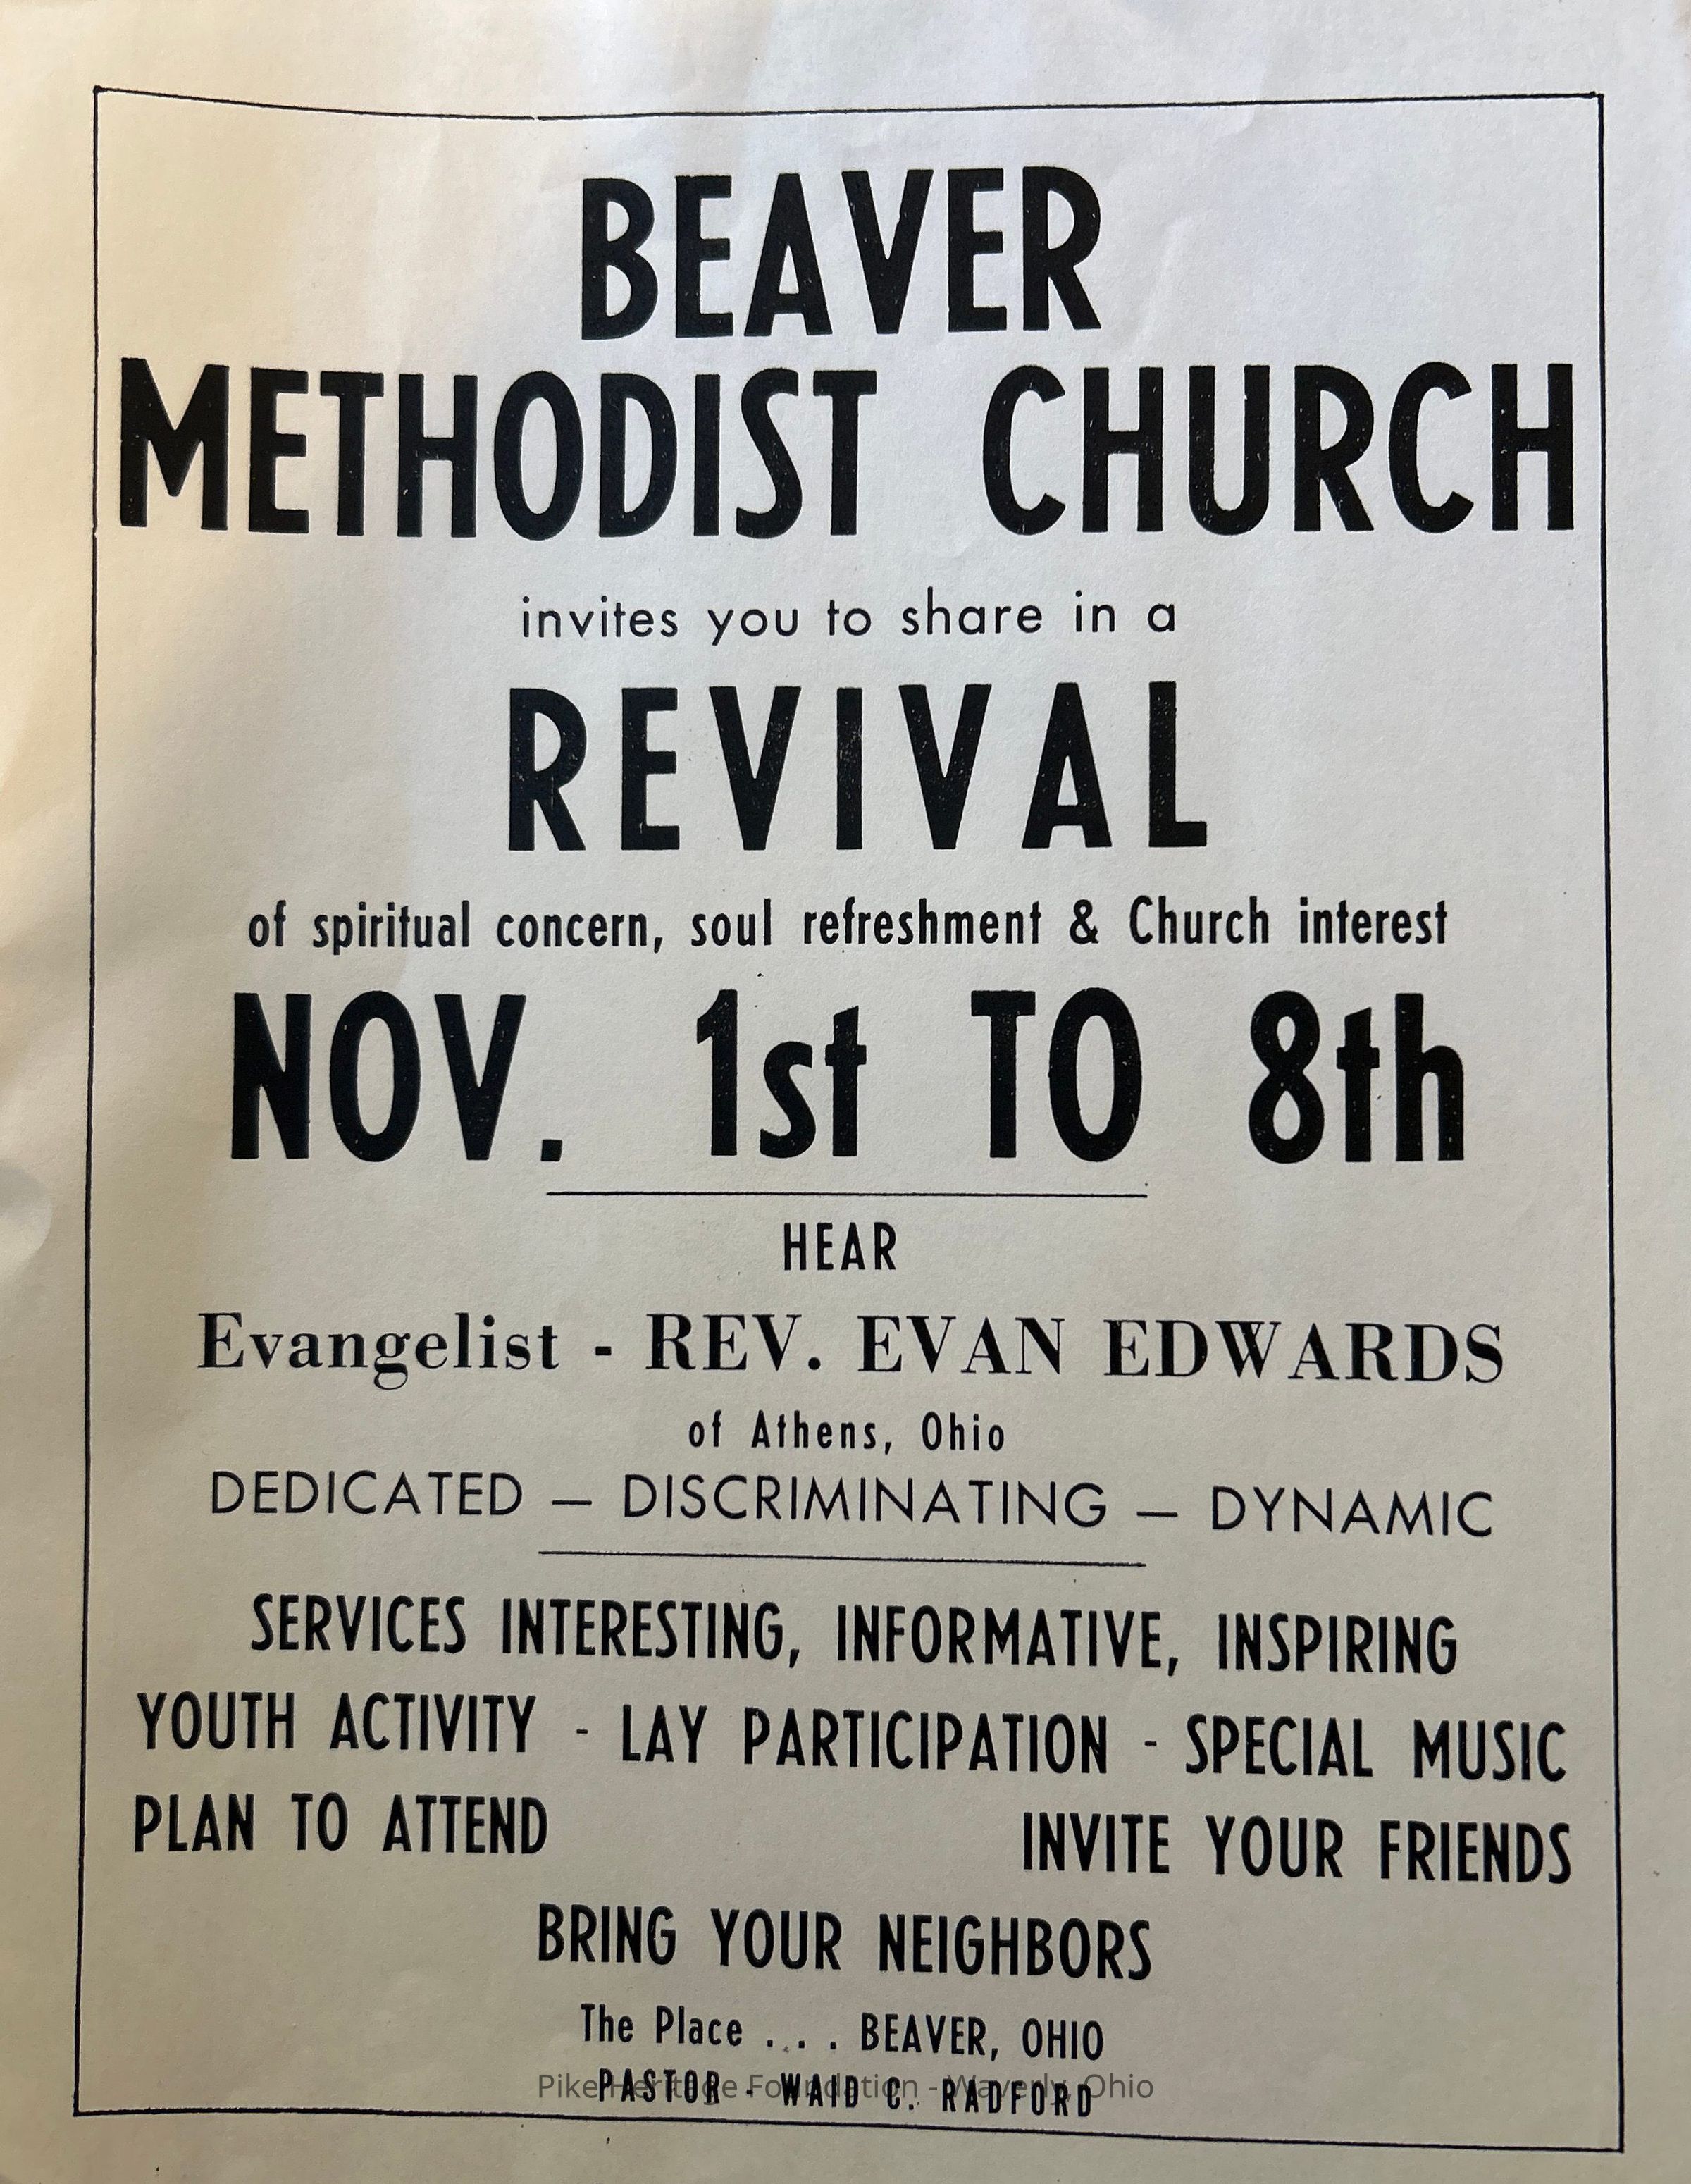 BEAVER
METHODIST CHURCH
invites you to share in a
REVIVAL
of spiritual concern, soul refreshment & Church interest
NOV. 1st TO 8th
HEAR
Evangelist - REV. EVAN EDWARDS
of Athens, Ohio
DEDICATED — DISCRIMINATING — DYNAMIC
SERVICES INTERESTING, INFORMATIVE, INSPIRING
YOUTH ACTIVITY - LAY PARTICIPATION - SPECIAL MUSIC
PLAN TO ATTEND INVITE YOUR FRIENDS
BRING YOUR NEIGHBORS
The Place . . . BEAVER, OHIO
PASTOR - WAID C. RADFORD
Pike Heritage Foundation - Waverly, Ohio